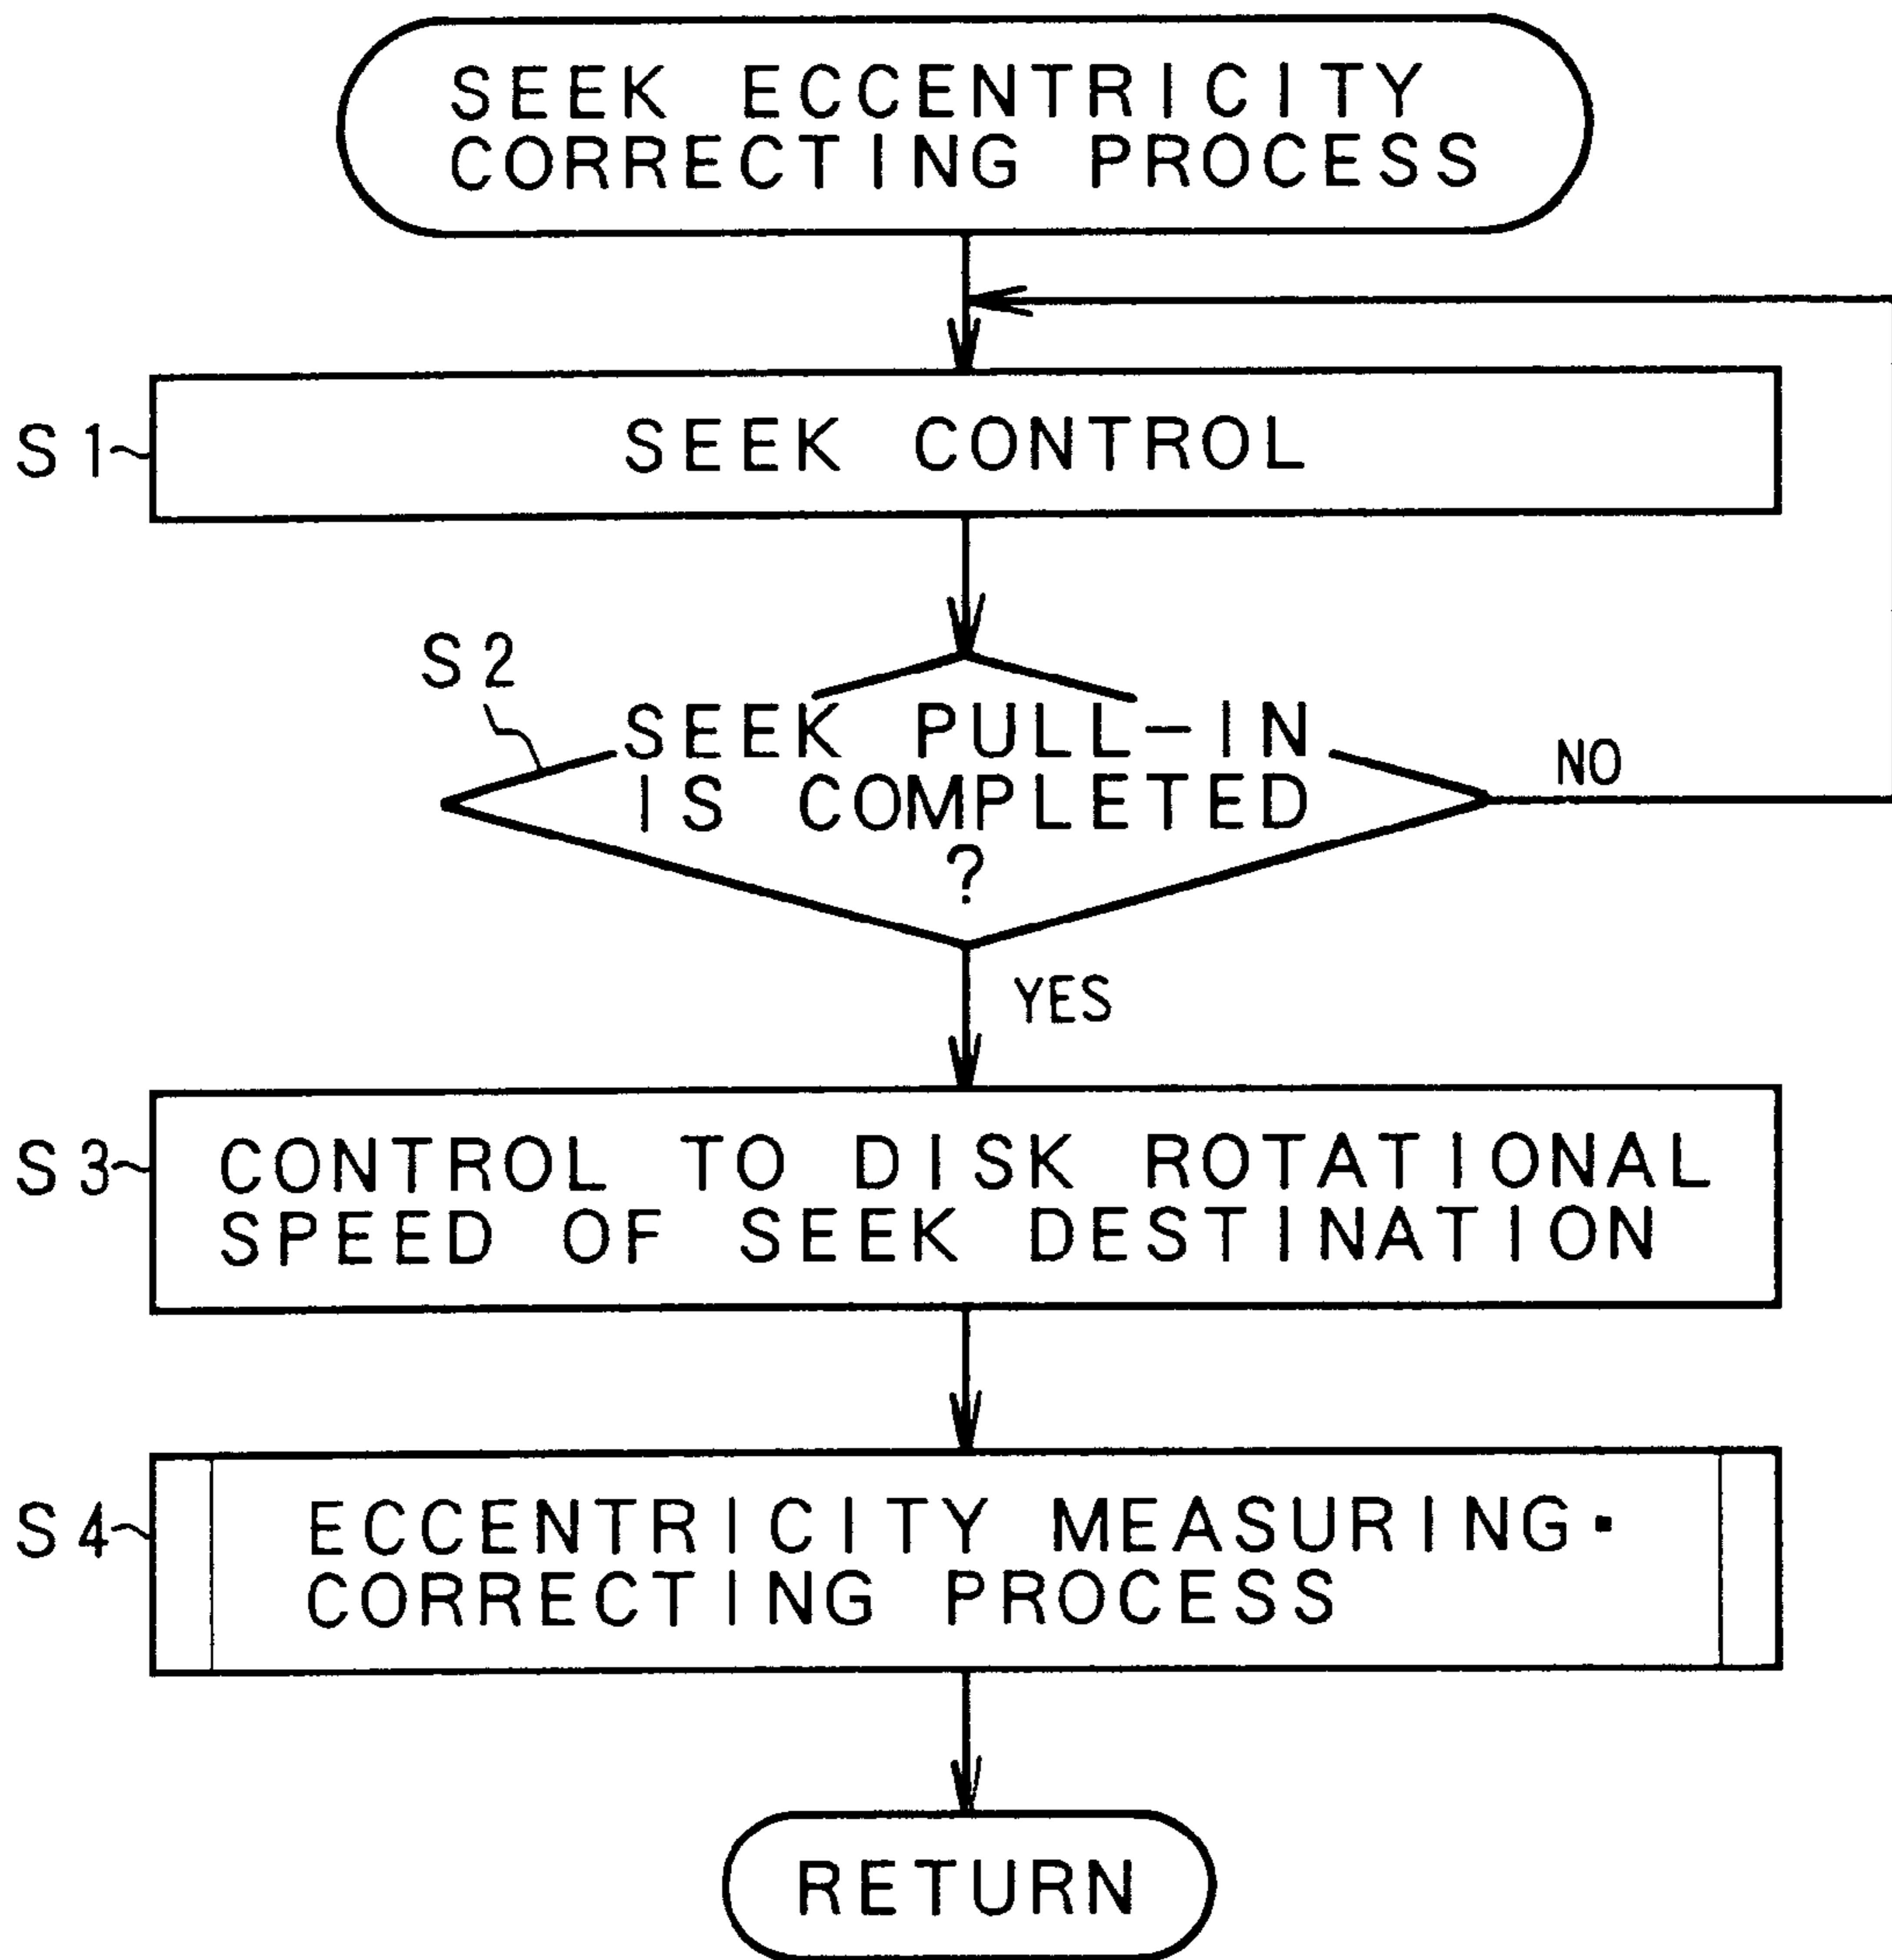 SEEK ECCENTRICITY
CORRECTING PROCESS
S1
SEEK CONTROL
S2
SEEK PULL-IN
IS COMPLETED
?
NO
YES
S3
CONTROL TO DISK ROTATIONAL
SPEED OF SEEK DESTINATION
S4
ECCENTRICITY MEASURING·
CORRECTING PROCESS
RETURN